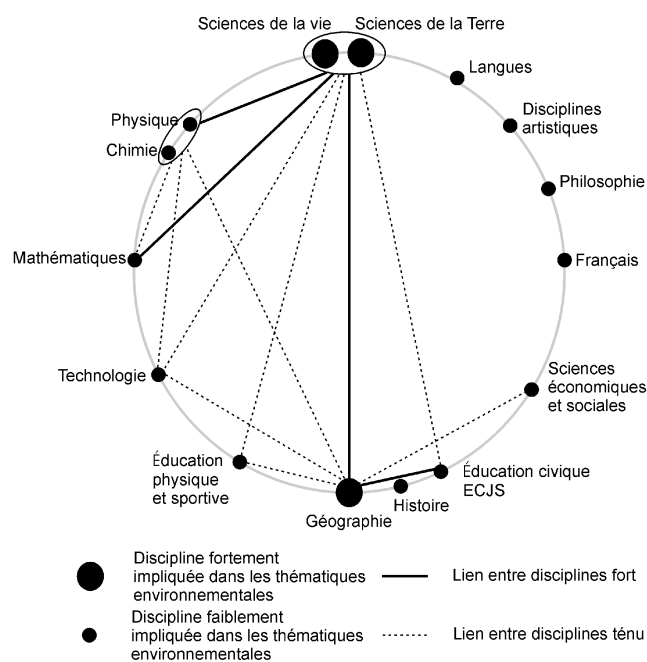 Sciences de la vie
Sciences de la Terre
Langues
Disciplines
artistiques
Philosophie
Français
Sciences
économiques
et sociales
Éducation civique
ECJS
Histoire
Géographie
Éducation
physique
et sportive
Technologie
Mathématiques
Chimie
Physique
Discipline fortement
impliquée dans les thématiques
environnementales
Lien entre disciplines fort
Discipline faiblement
impliquée dans les thématiques
environnementales
Lien entre disciplines ténu